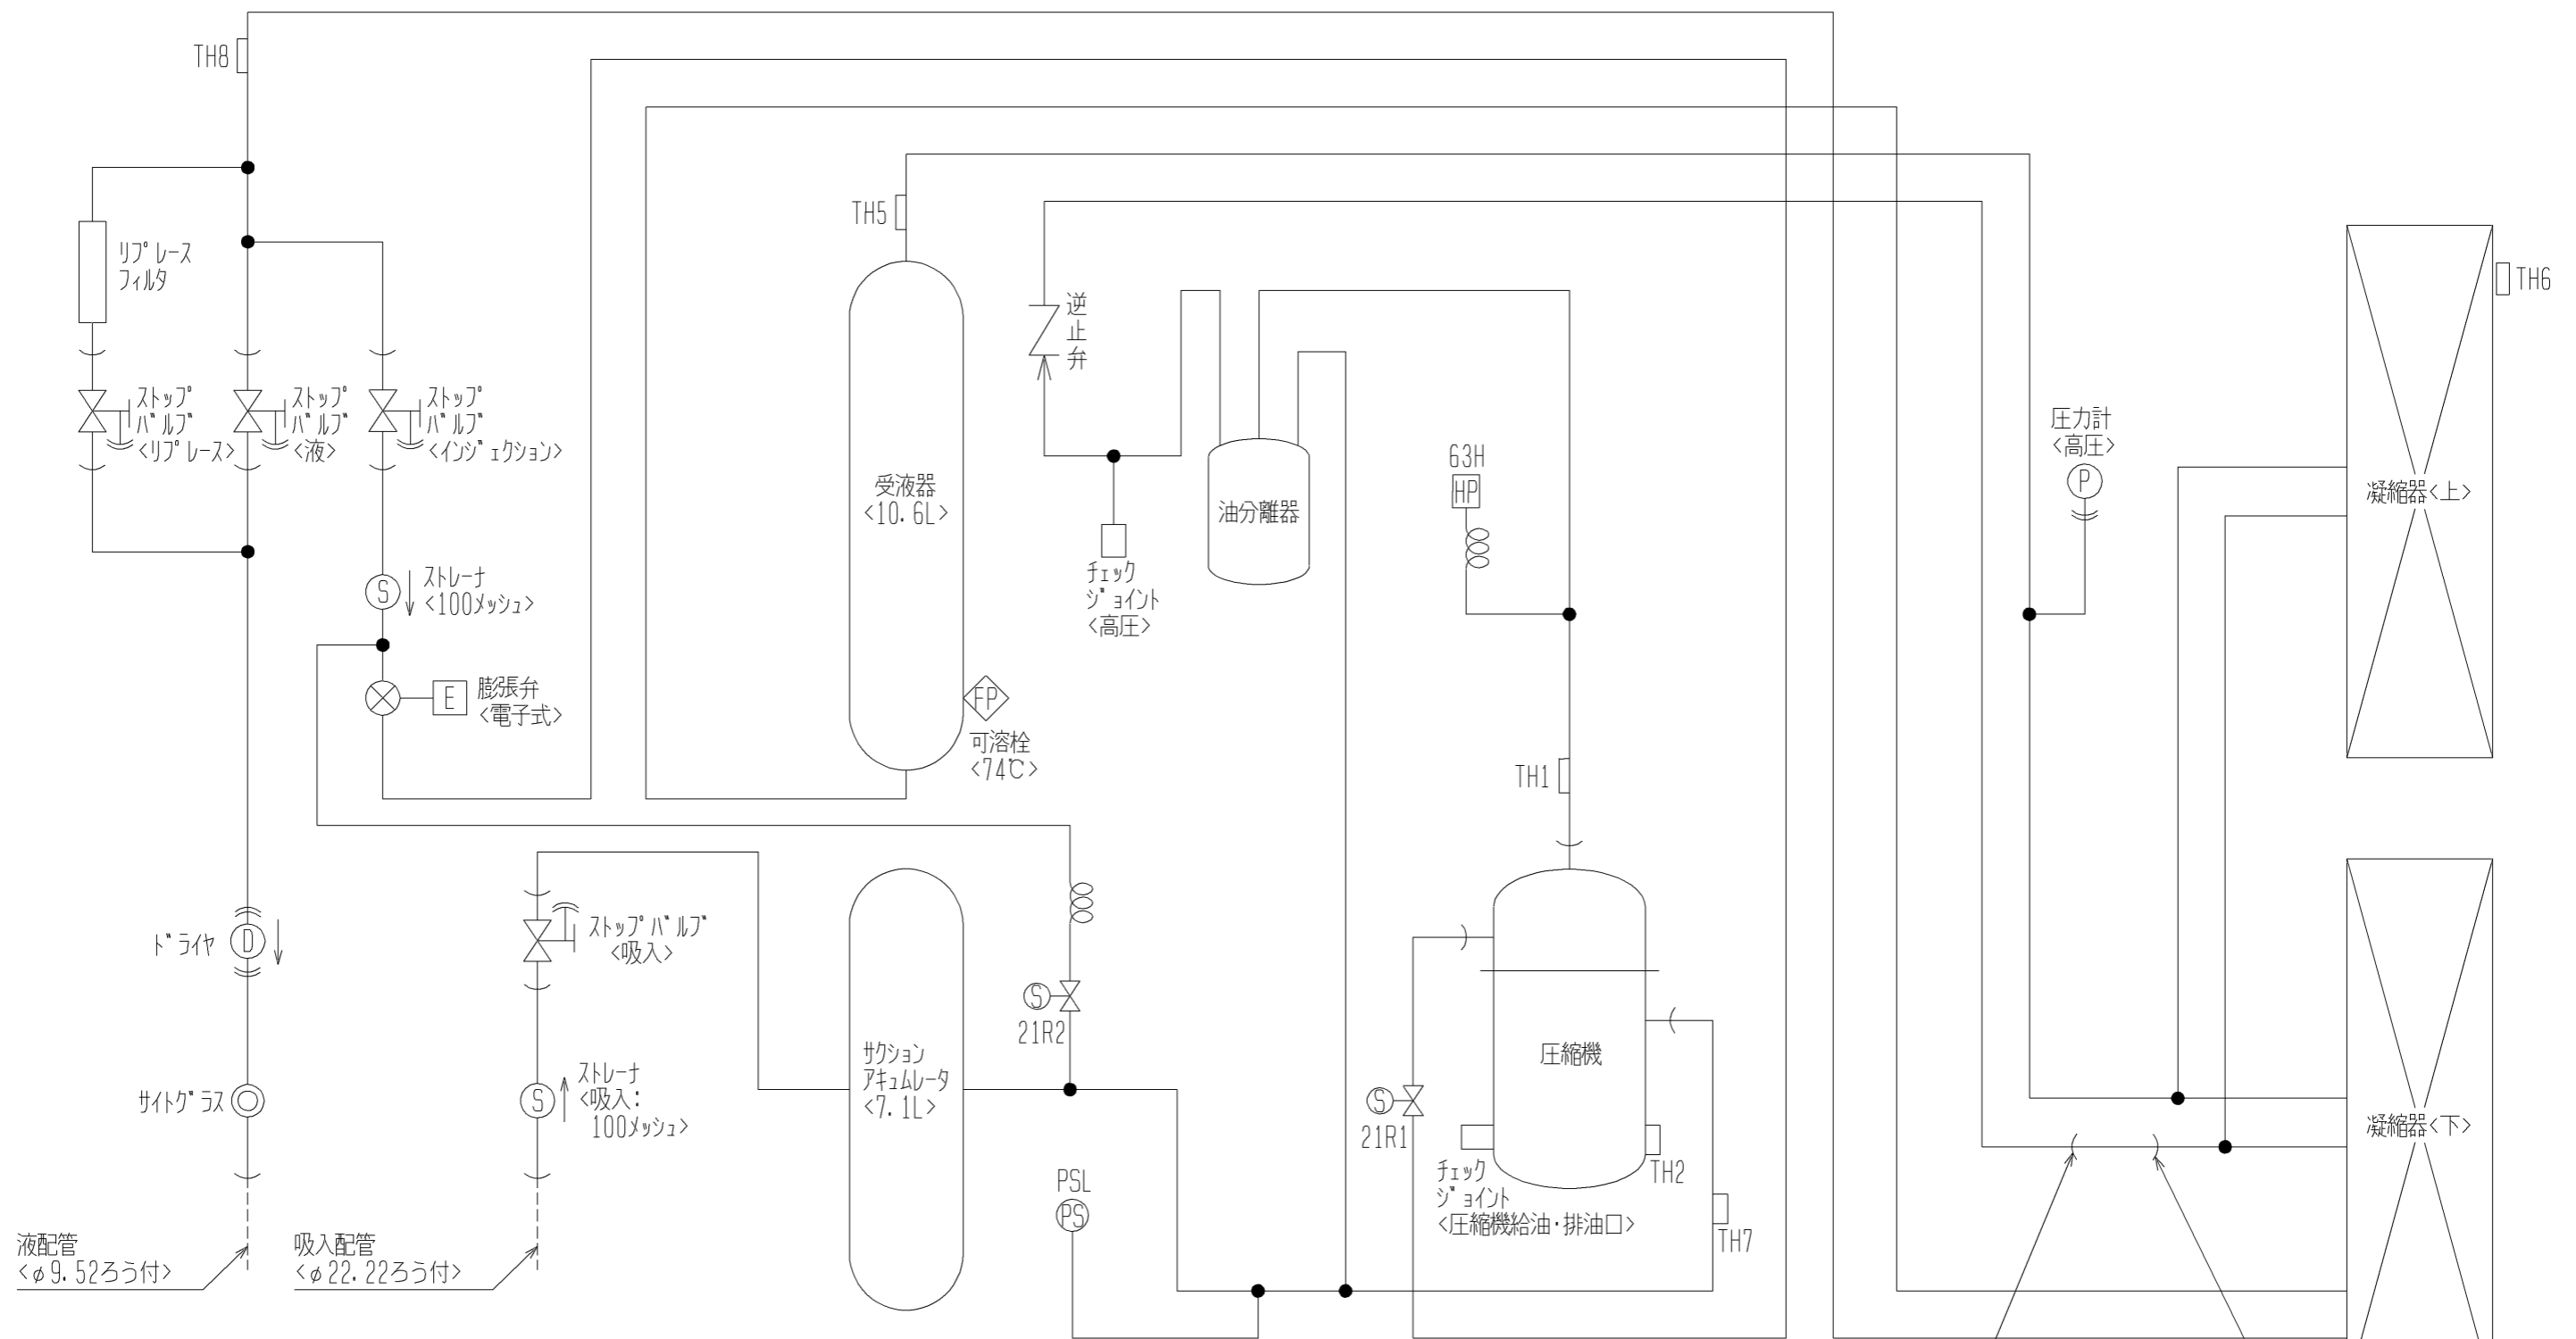 TH8
リプレース
フィルタ
ストップ
バルブ
<リプレース>
ストップ
バルブ
<液>
ストップ
バルブ
<インジェクション>
S
ストレーナ
<100メッシュ>
E
膨張弁
<電子式>
TH5
受液器
<10.6L>
FP
可溶栓
<74℃>
逆
止
弁
チェック
ジョイント
<高圧>
油分離器
63H
HP
TH1
圧力計
<高圧>
P
TH6
凝縮器<上>
ドライヤ
D
サイトグラス
液配管
<φ9.52ろう付>
ストップバルブ
<吸入>
S
ストレーナ
<吸入:
100メッシュ>
吸入配管
<φ22.22ろう付>
サクション
アキュムレータ
<7.1L>
S
21R2
PSL
PS
圧縮機
S
21R1
チェック
ジョイント
<圧縮機給油・排油口>
TH2
TH7
凝縮器<下>